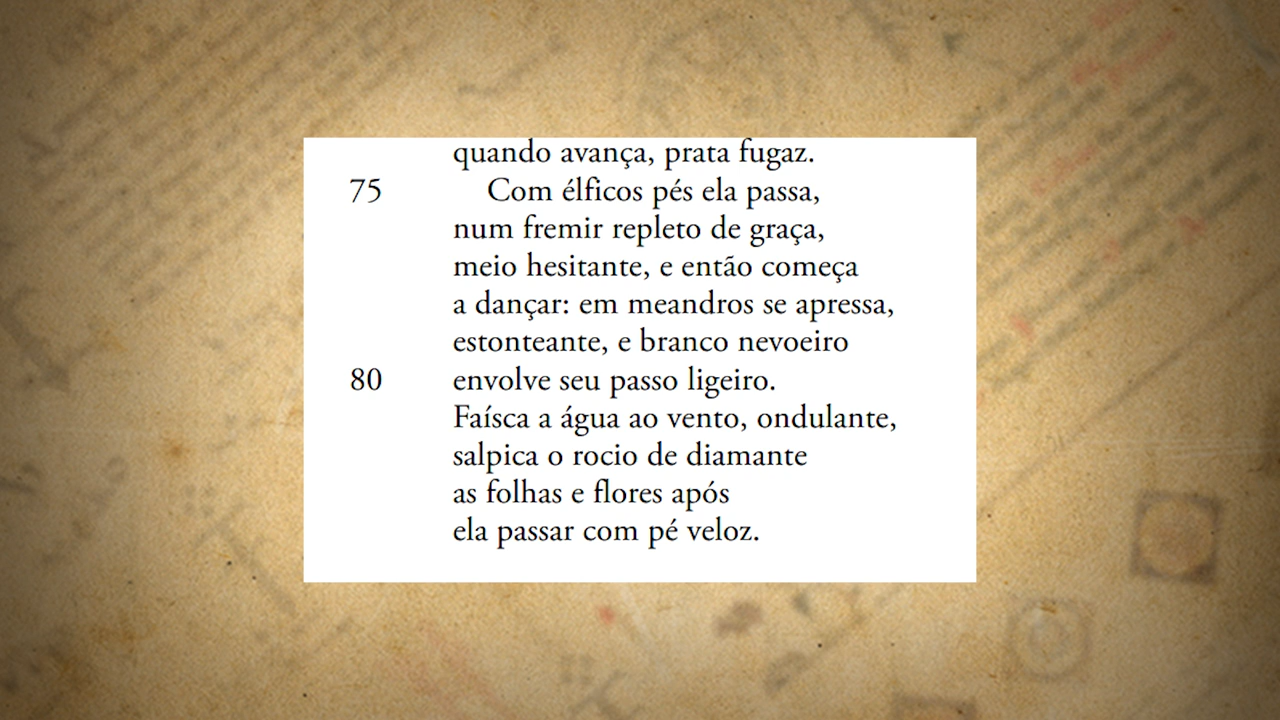 quando avança, prata fugaz.
75 Com élficos pés ela passa,
num fremir repleto de graça,
meio hesitante, e então começa
a dançar: em meandros se apressa,
estonteante, e branco nevoeiro
80 envolve seu passo ligeiro.
Faísca a água ao vento, ondulante,
salpica o rocio de diamante
as folhas e flores após
ela passar com pé veloz.